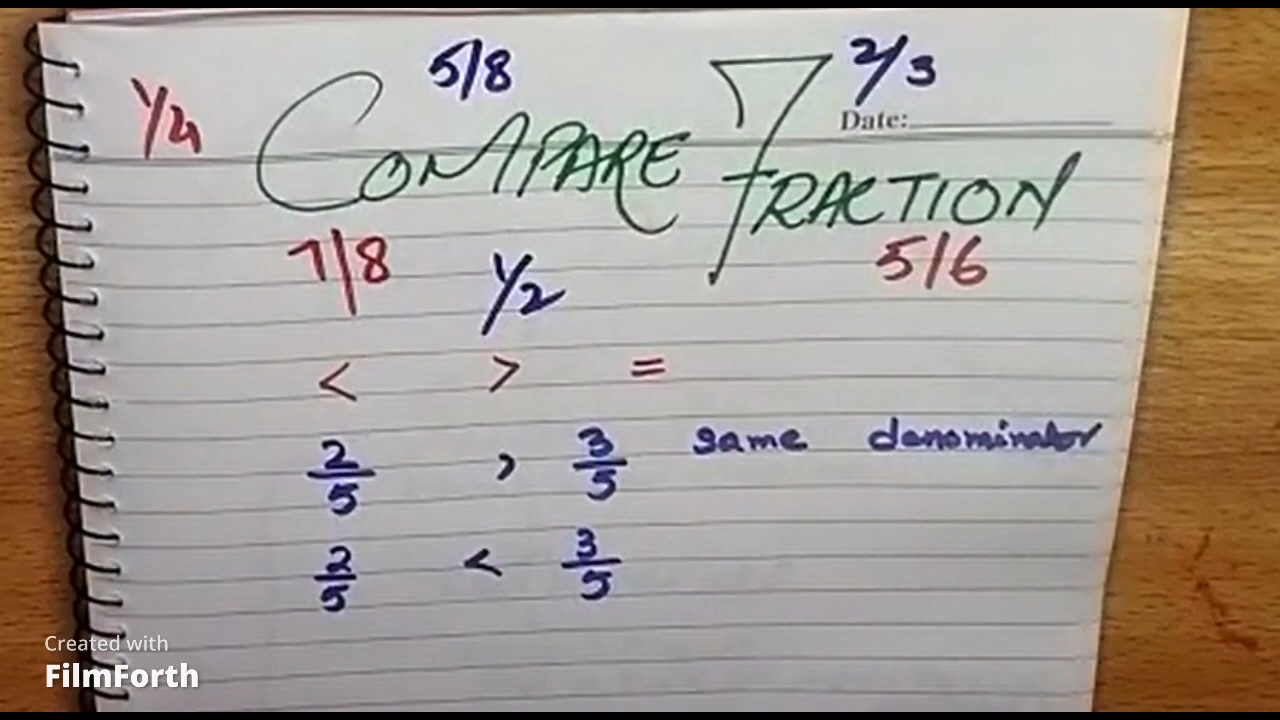 5/8 2/3
1/4
Date:
COMPARE FRACTION
7/8 1/2 5/6
< > =
2/5 > 3/5 same denominator
2/5 < 3/5
Created with
FilmForth